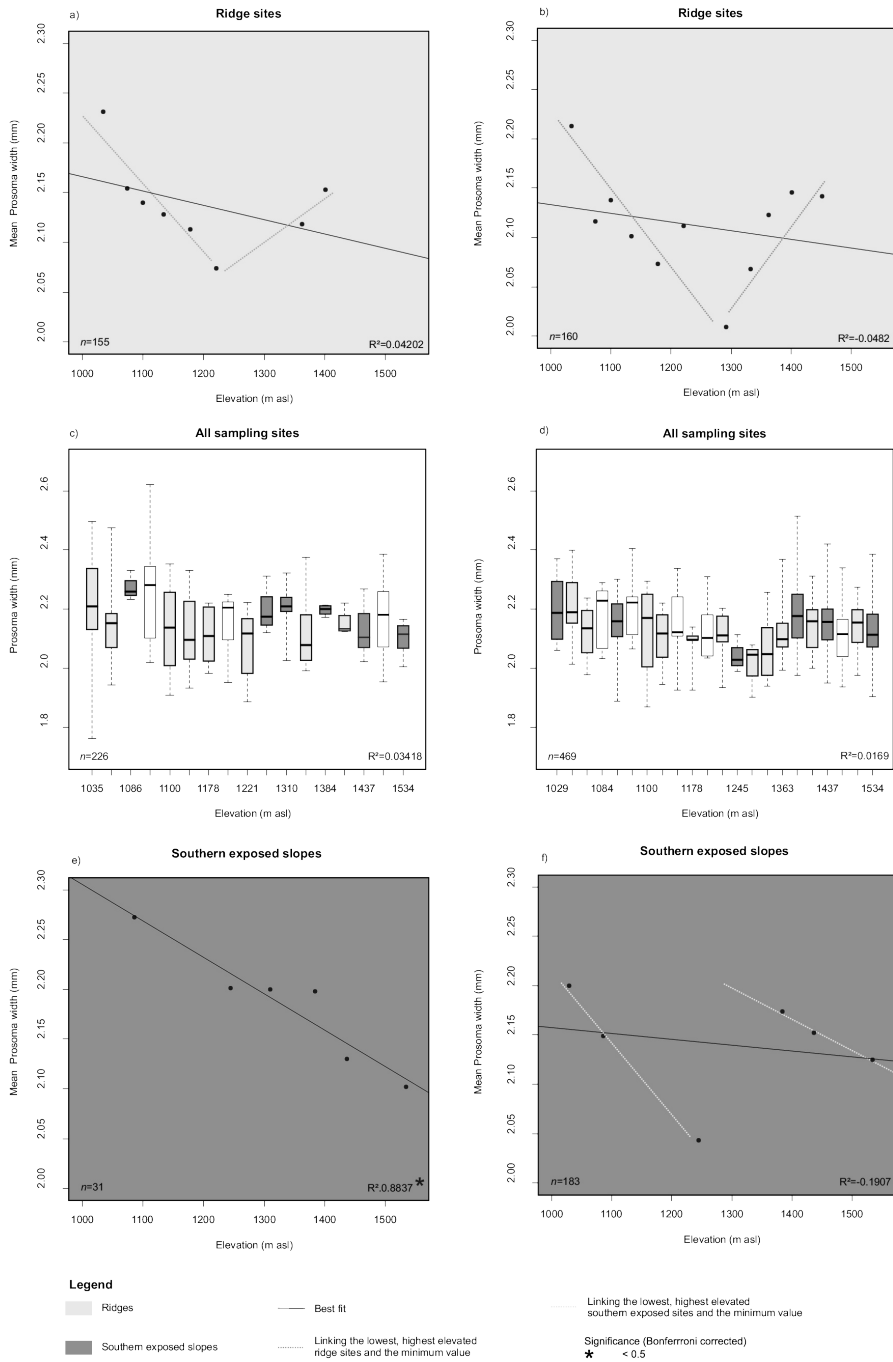 a) Ridge sites
2.30
2.25
2.20
2.15
2.10
2.05
2.00
Mean Prosoma width (mm)
n=155 R²=0.04202
1000 1100 1200 1300 1400 1500
Elevation (m asl)
b) Ridge sites
2.30
2.25
2.20
2.15
2.10
2.05
2.00
Mean Prosoma width (mm)
n=160 R²=-0.0482
1000 1100 1200 1300 1400 1500
Elevation (m asl)
c) All sampling sites
2.6
2.4
2.2
2.0
1.8
Prosoma width (mm)
n=226 R²=0.03418
1035 1086 1100 1178 1221 1310 1384 1437 1534
Elevation (m asl)
d) All sampling sites
2.6
2.4
2.2
2.0
1.8
Prosoma width (mm)
n=469 R²=0.0169
1029 1084 1100 1178 1245 1363 1437 1534
Elevation (m asl)
e) Southern exposed slopes
2.30
2.25
2.20
2.15
2.10
2.05
2.00
Mean Prosoma width (mm)
n=31 R².0.8837 *
1000 1100 1200 1300 1400 1500
Elevation (m asl)
f) Southern exposed slopes
2.30
2.25
2.20
2.15
2.10
2.05
2.00
Mean Prosoma width (mm)
n=183 R²=-0.1907
1000 1100 1200 1300 1400 1500
Elevation (m asl)
Legend
Ridges
Southern exposed slopes
Best fit
Linking the lowest, highest elevated
ridge sites and the minimum value
Linking the lowest, highest elevated
southern exposed sites and the minimum value
Significance (Bonferrroni corrected)
* < 0.5